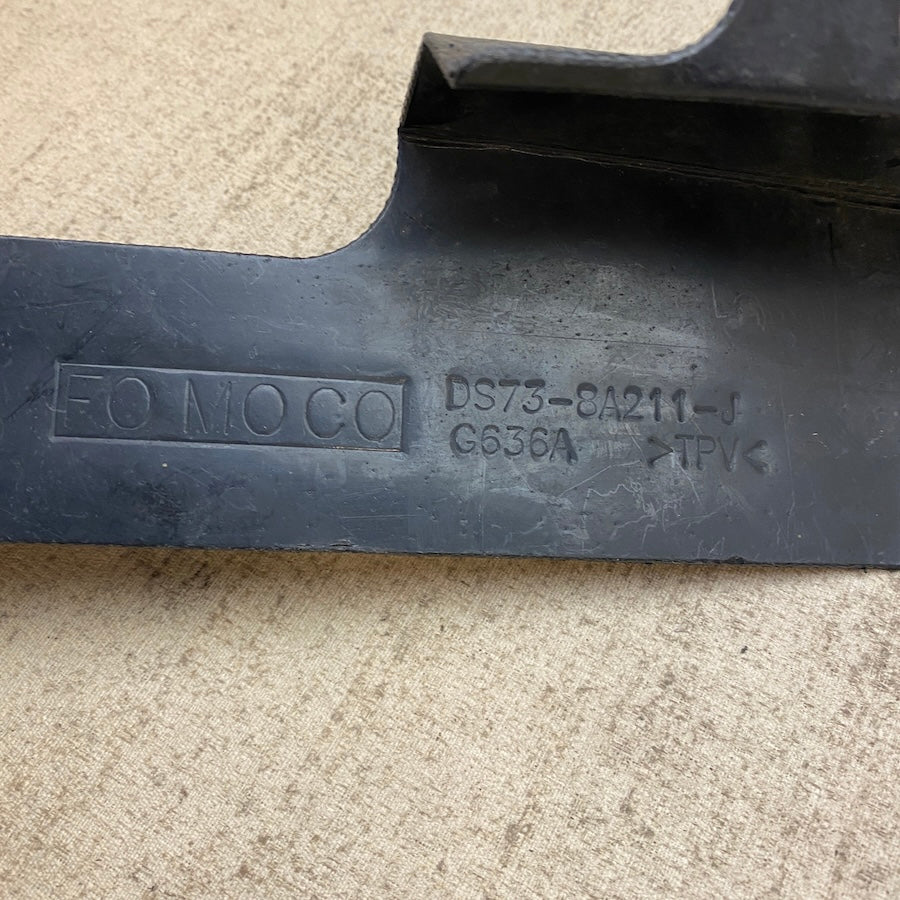 FO MO CO
DS73-8A211-J
G636A >TPV<